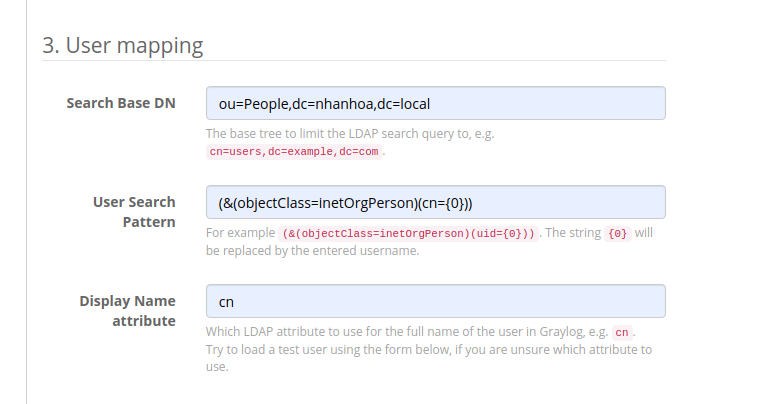 3. User mapping
Search Base DN
ou=People,dc=nhanhoa,dc=local
The base tree to limit the LDAP search query to, e.g.
cn=users,dc=example,dc=com .
User Search
Pattern
(&(objectClass=inetOrgPerson)(cn={0}))
For example (&(objectClass=inetOrgPerson)(uid={0})) . The string {0} will
be replaced by the entered username.
Display Name
attribute
cn
Which LDAP attribute to use for the full name of the user in Graylog, e.g. cn .
Try to load a test user using the form below, if you are unsure which attribute to
use.